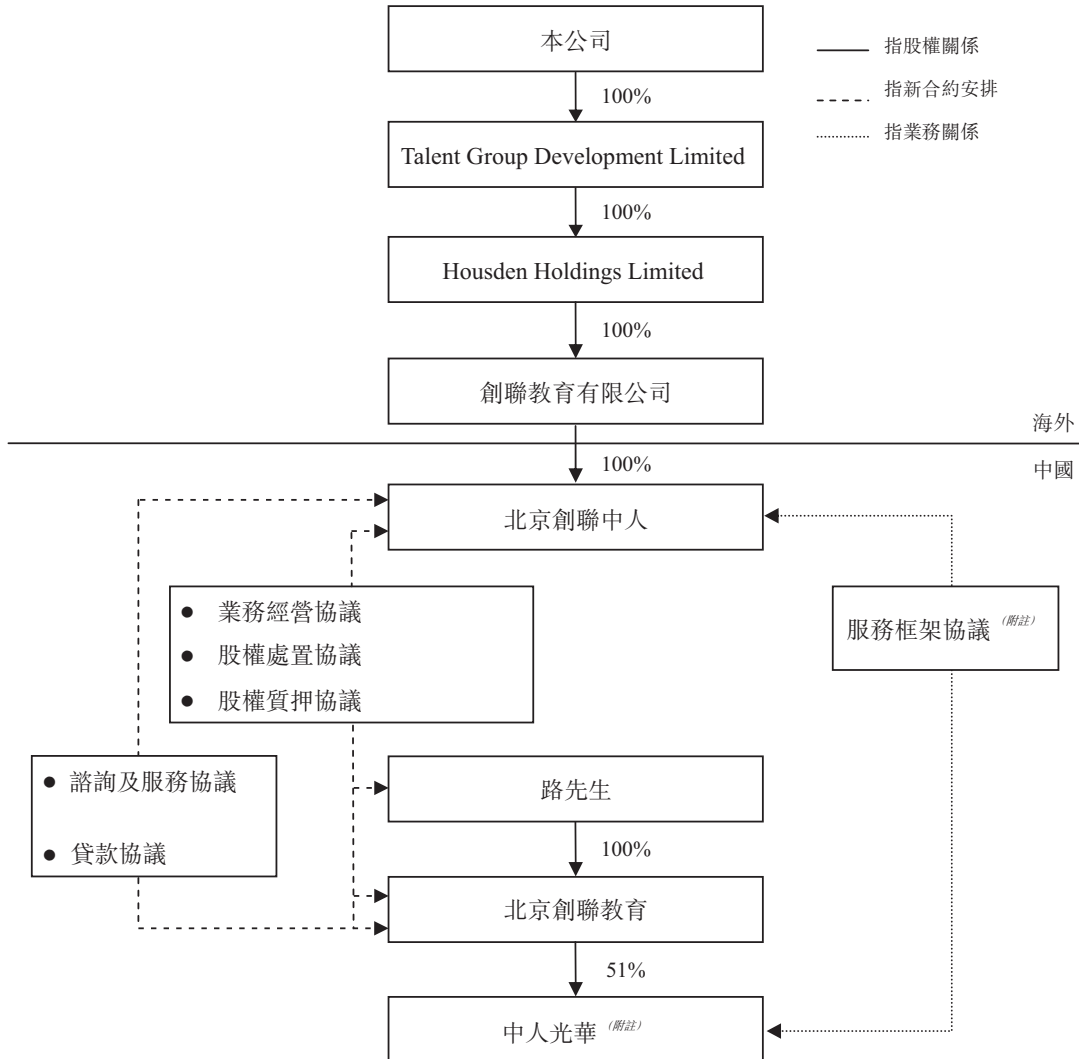 本公司
指股權關係
100%
指新合約安排
指業務關係
Talent Group Development Limited
100%
Housden Holdings Limited
100%
創聯教育有限公司
海外
100%
中國
北京創聯中人
● 業務經營協議
● 股權處置協議
● 股權質押協議
服務框架協議 (附註)
● 諮詢及服務協議
● 貸款協議
路先生
100%
北京創聯教育
51%
中人光華 (附註)